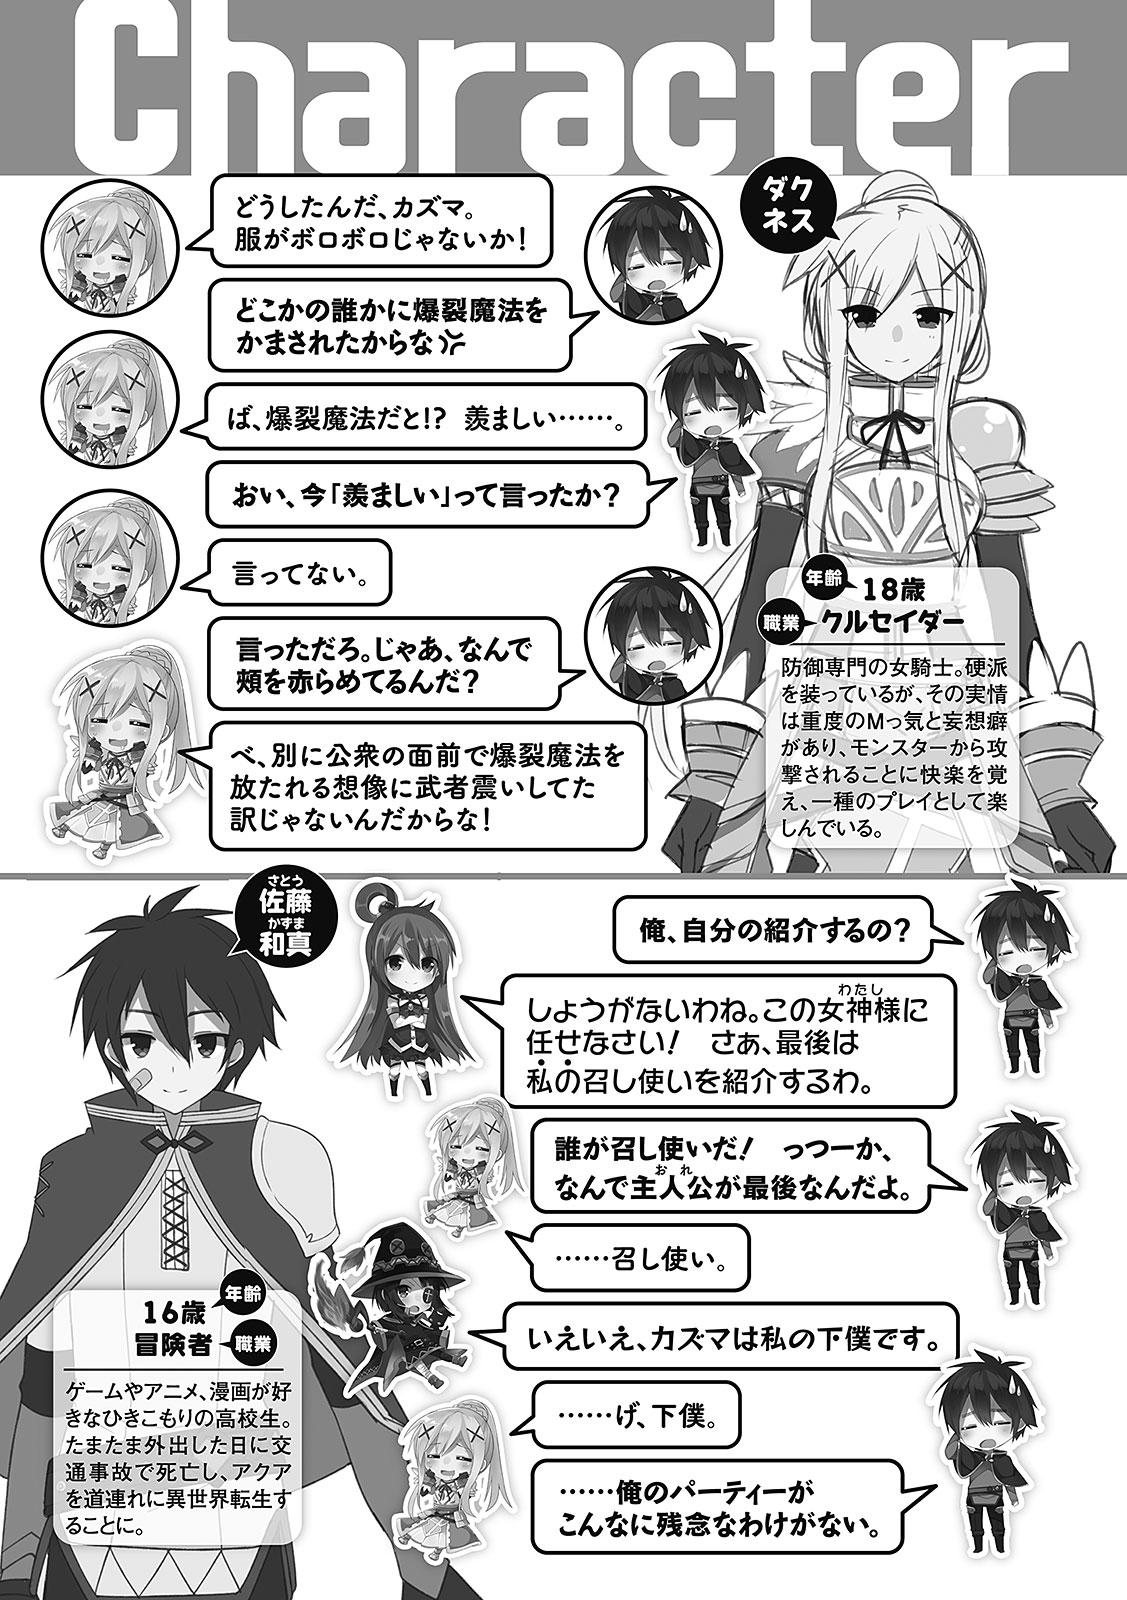 Character
ダク
ネス
どうしたんだ、カズマ。
服がボロボロじゃないか！
どこかの誰かに爆裂魔法を
かまされたからな
ば、爆裂魔法だと!?　羨ましい……。
おい、今「羨ましい」って言ったか？
言ってない。
言っただろ。じゃあ、なんで
頬を赤らめてるんだ？
べ、別に公衆の面前で爆裂魔法を
放たれる想像に武者震いしてた
訳じゃないんだからな！
年齢
18歳
職業
クルセイダー
防御専門の女騎士。硬派
を装っているが、その実情
は重度のMっ気と妄想癖
があり、モンスターから攻
撃されることに快楽を覚
え、一種のプレイとして楽
しんでいる。
さとう
佐藤
かずま
和真
俺、自分の紹介するの？
わたし
しょうがないわね。この女神様に
任せなさい！　さぁ、最後は
私の召し使いを紹介するわ。
誰が召し使いだ！　っつーか、
おれ
なんで主人公が最後なんだよ。
……召し使い。
いえいえ、カズマは私の下僕です。
……げ、下僕。
……俺のパーティーが
こんなに残念なわけがない。
年齢
16歳
冒険者
職業
ゲームやアニメ、漫画が好
きなひきこもりの高校生。
たまたま外出した日に交
通事故で死亡し、アクア
を道連れに異世界転生す
ることに。